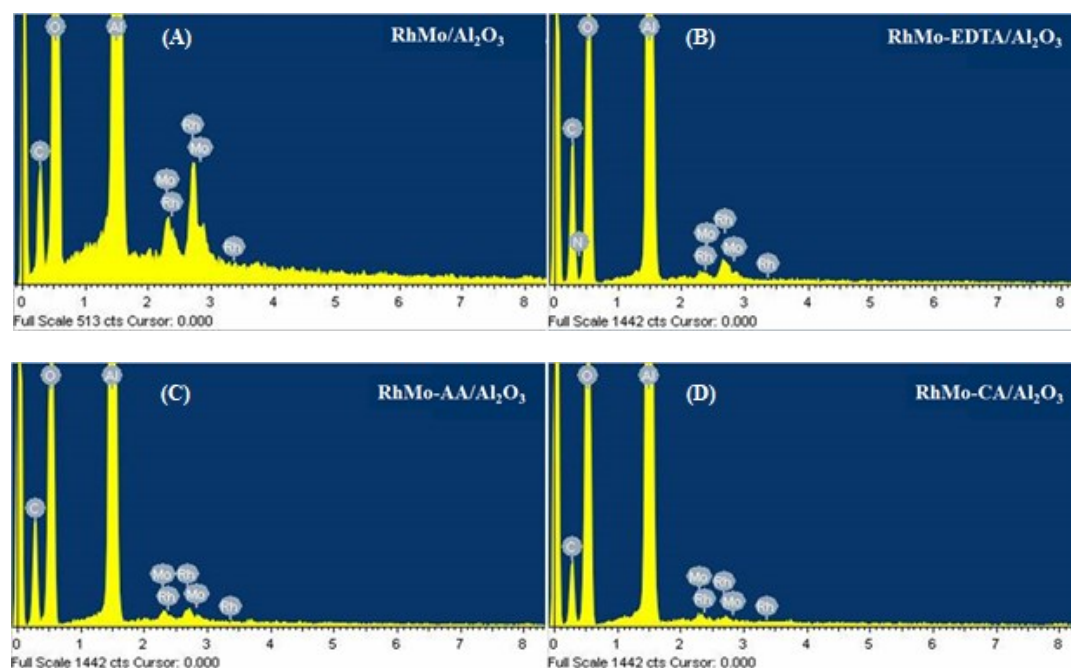 (A) RhMo/Al₂O₃
O Al
Rh
C Mo
Mo
Rh
Rh
0 1 2 3 4 5 6 7 8
Full Scale 513 cts Cursor: 0.000
(B) RhMo-EDTA/Al₂O₃
O Al
C
Rh
N Mo Mo
Rh Rh
0 1 2 3 4 5 6 7 8
Full Scale 1442 cts Cursor: 0.000
(C) RhMo-AA/Al₂O₃
O Al
C
Mo Rh
Rh Mo Rh
0 1 2 3 4 5 6 7 8
Full Scale 1442 cts Cursor: 0.000
(D) RhMo-CA/Al₂O₃
O Al
C
Mo Rh
Rh Mo Rh
0 1 2 3 4 5 6 7 8
Full Scale 1442 cts Cursor: 0.000